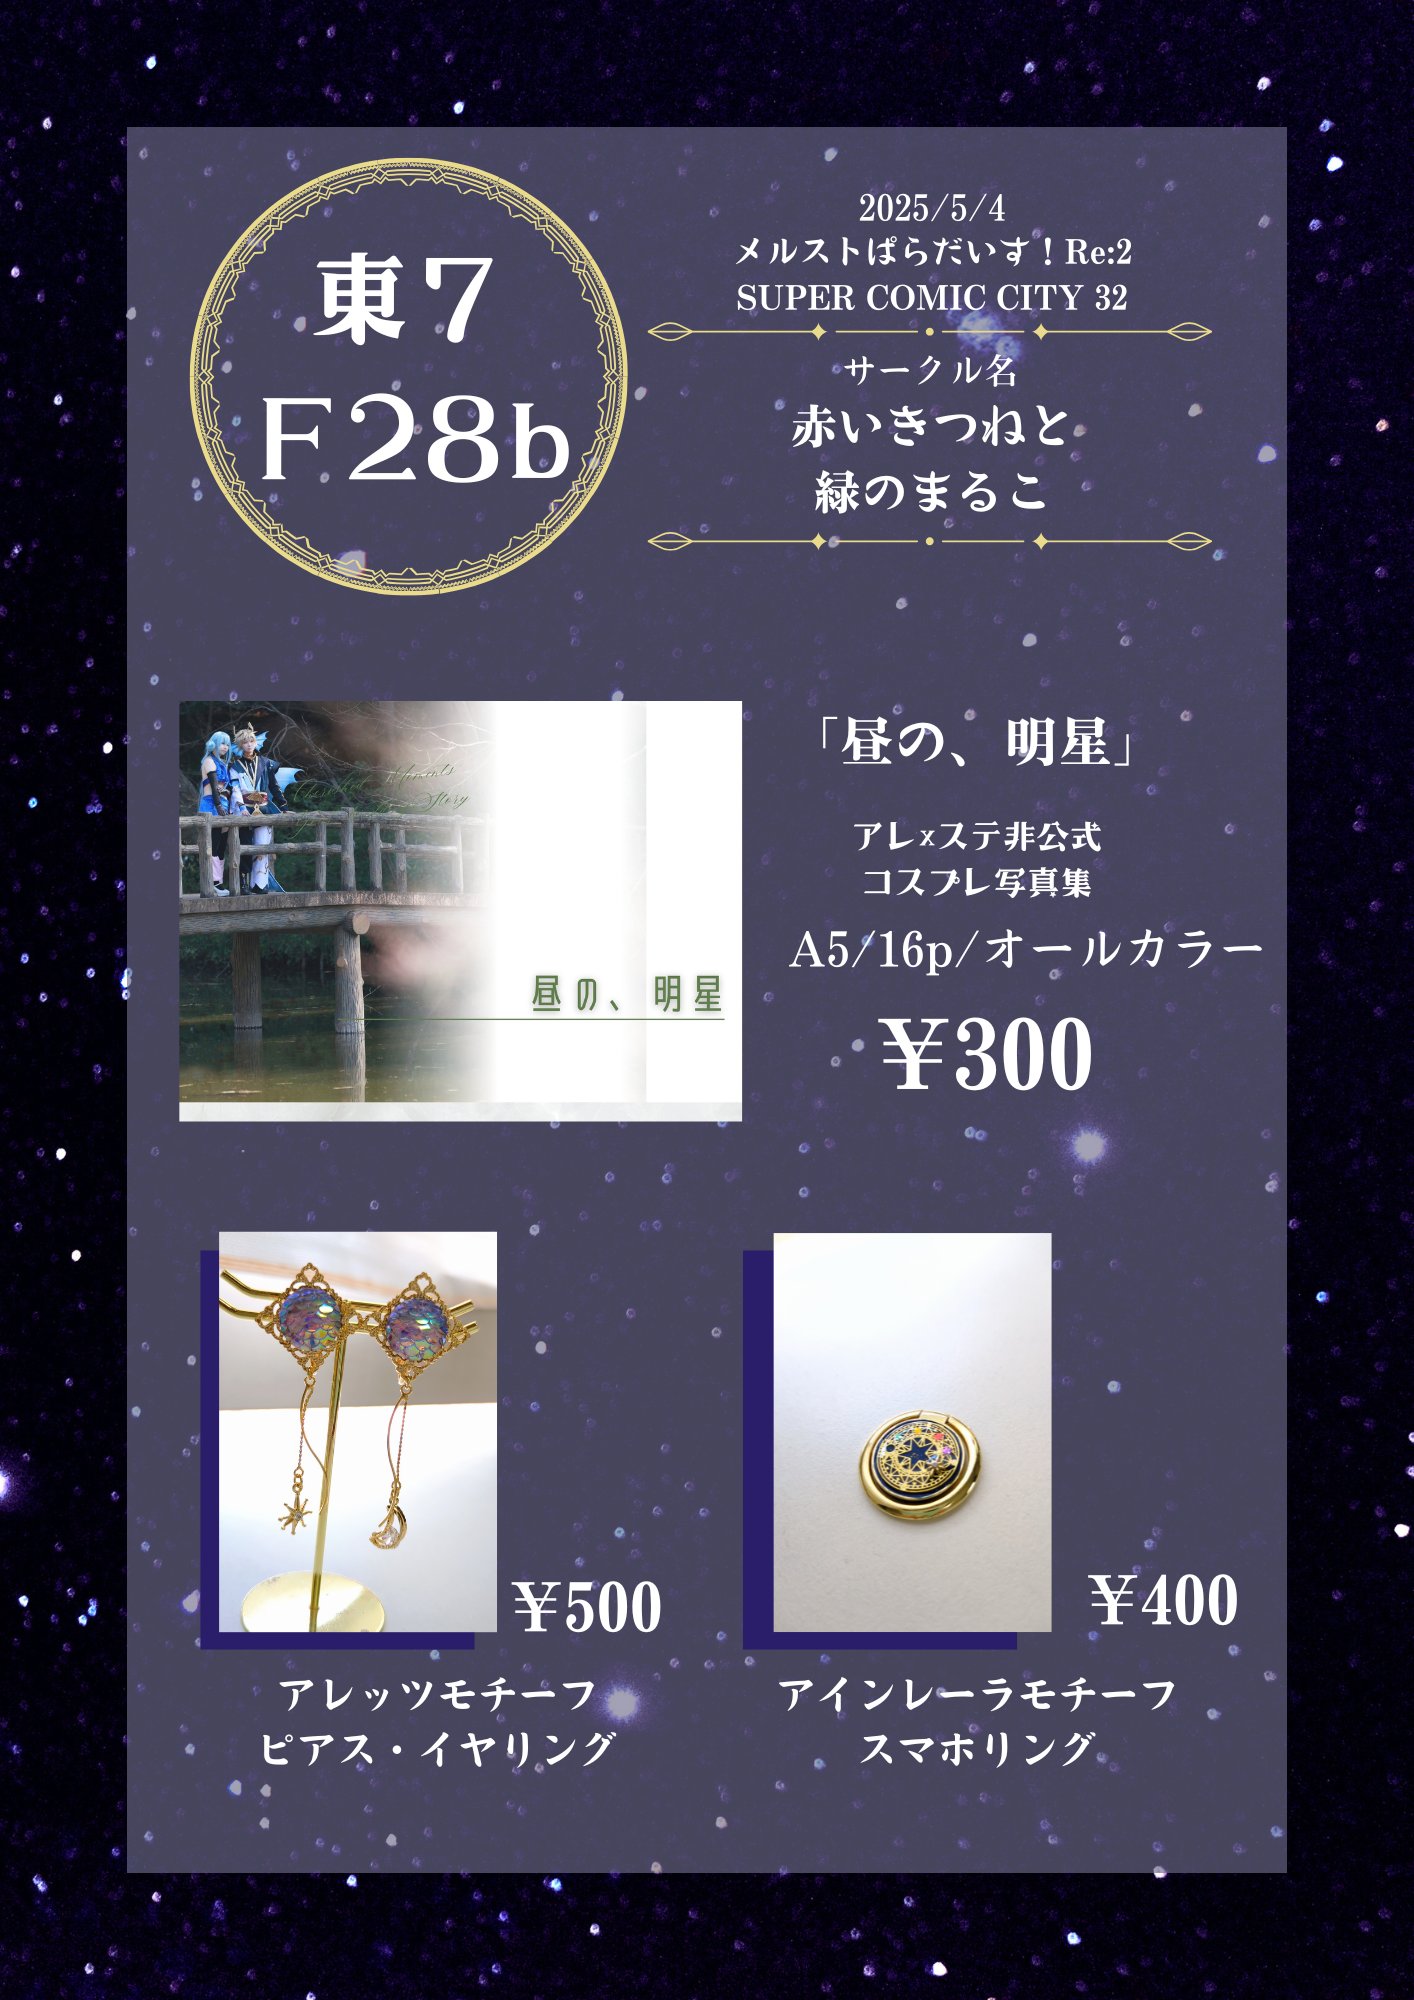 東7
F28b
2025/5/4
メルストぱらだいす！Re:2
SUPER COMIC CITY 32
サークル名
赤いきつねと
緑のまるこ
「昼の、明星」
アレxステ非公式
コスプレ写真集
A5/16p/オールカラー
￥300
Cherished Moments
Story
昼の、明星
￥500
アレッツモチーフ
ピアス・イヤリング
￥400
アインレーラモチーフ
スマホリング